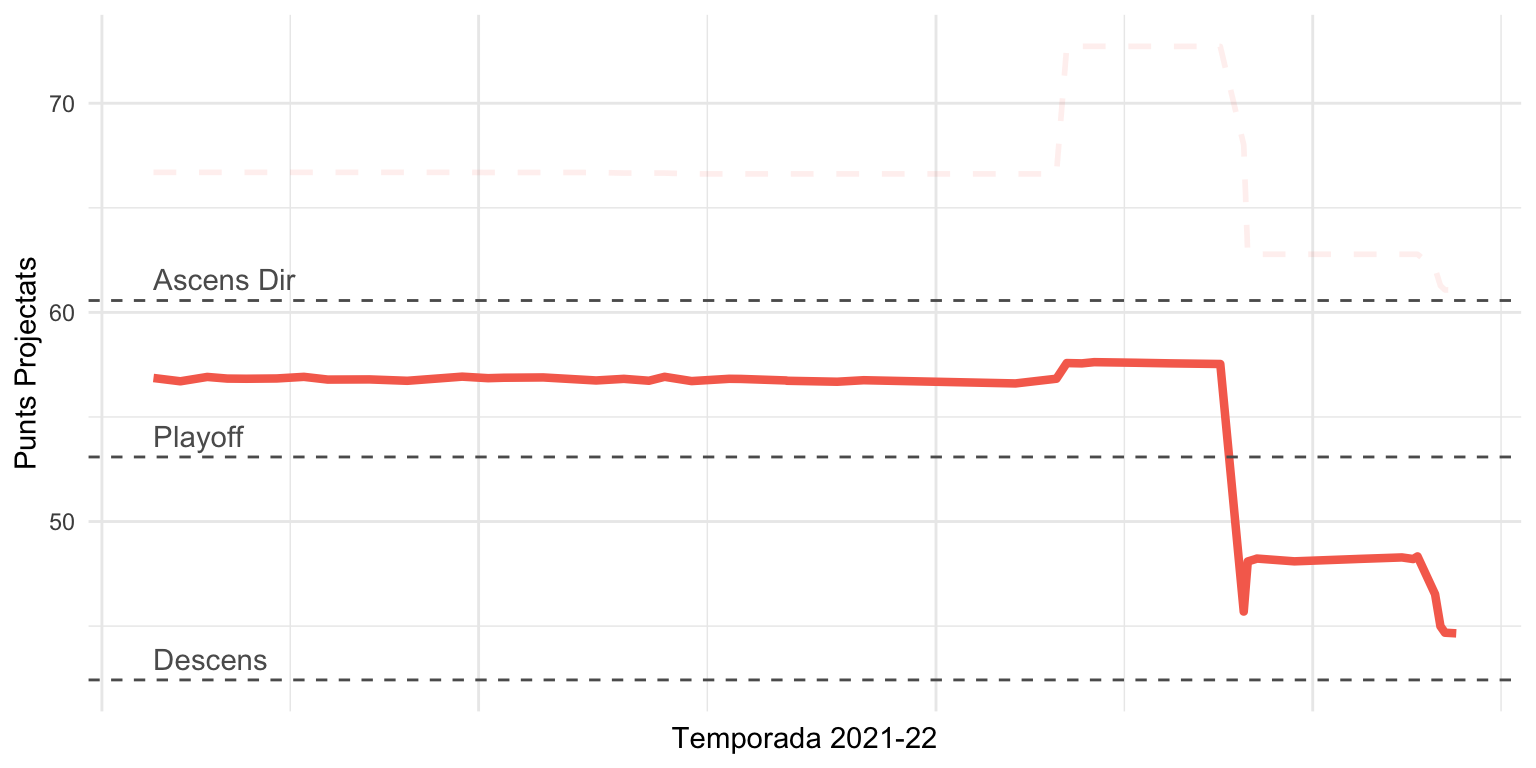 70
Ascens Dir
60
Playoff
50
Descens
Punts Projectats
Temporada 2021-22